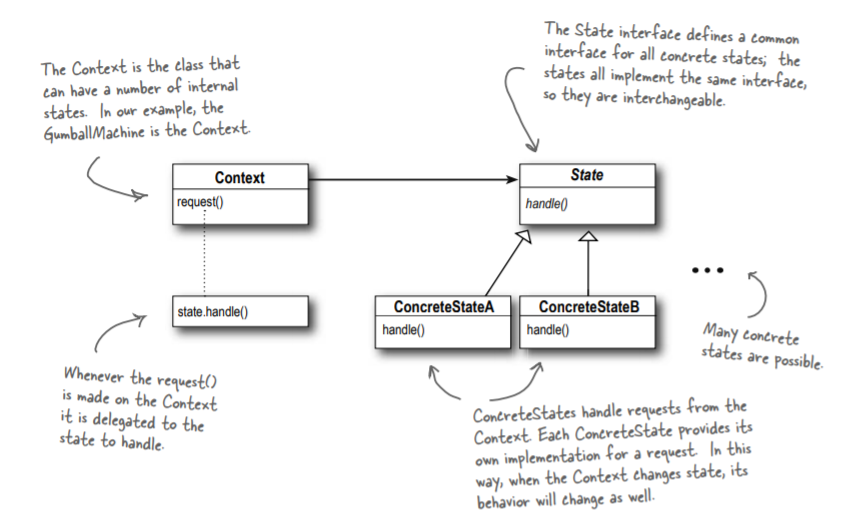 The State interface defines a common
interface for all concrete states; the
states all implement the same interface,
so they are interchangeable.
The Context is the class that
can have a number of internal
states. In our example, the
GumballMachine is the Context.
Context
request()
State
handle()
state.handle()
ConcreteStateA
handle()
ConcreteStateB
handle()
Many concrete
states are possible.
Whenever the request()
is made on the Context
it is delegated to the
state to handle.
ConcreteStates handle requests from the
Context. Each ConcreteState provides its
own implementation for a request. In this
way, when the Context changes state, its
behavior will change as well.